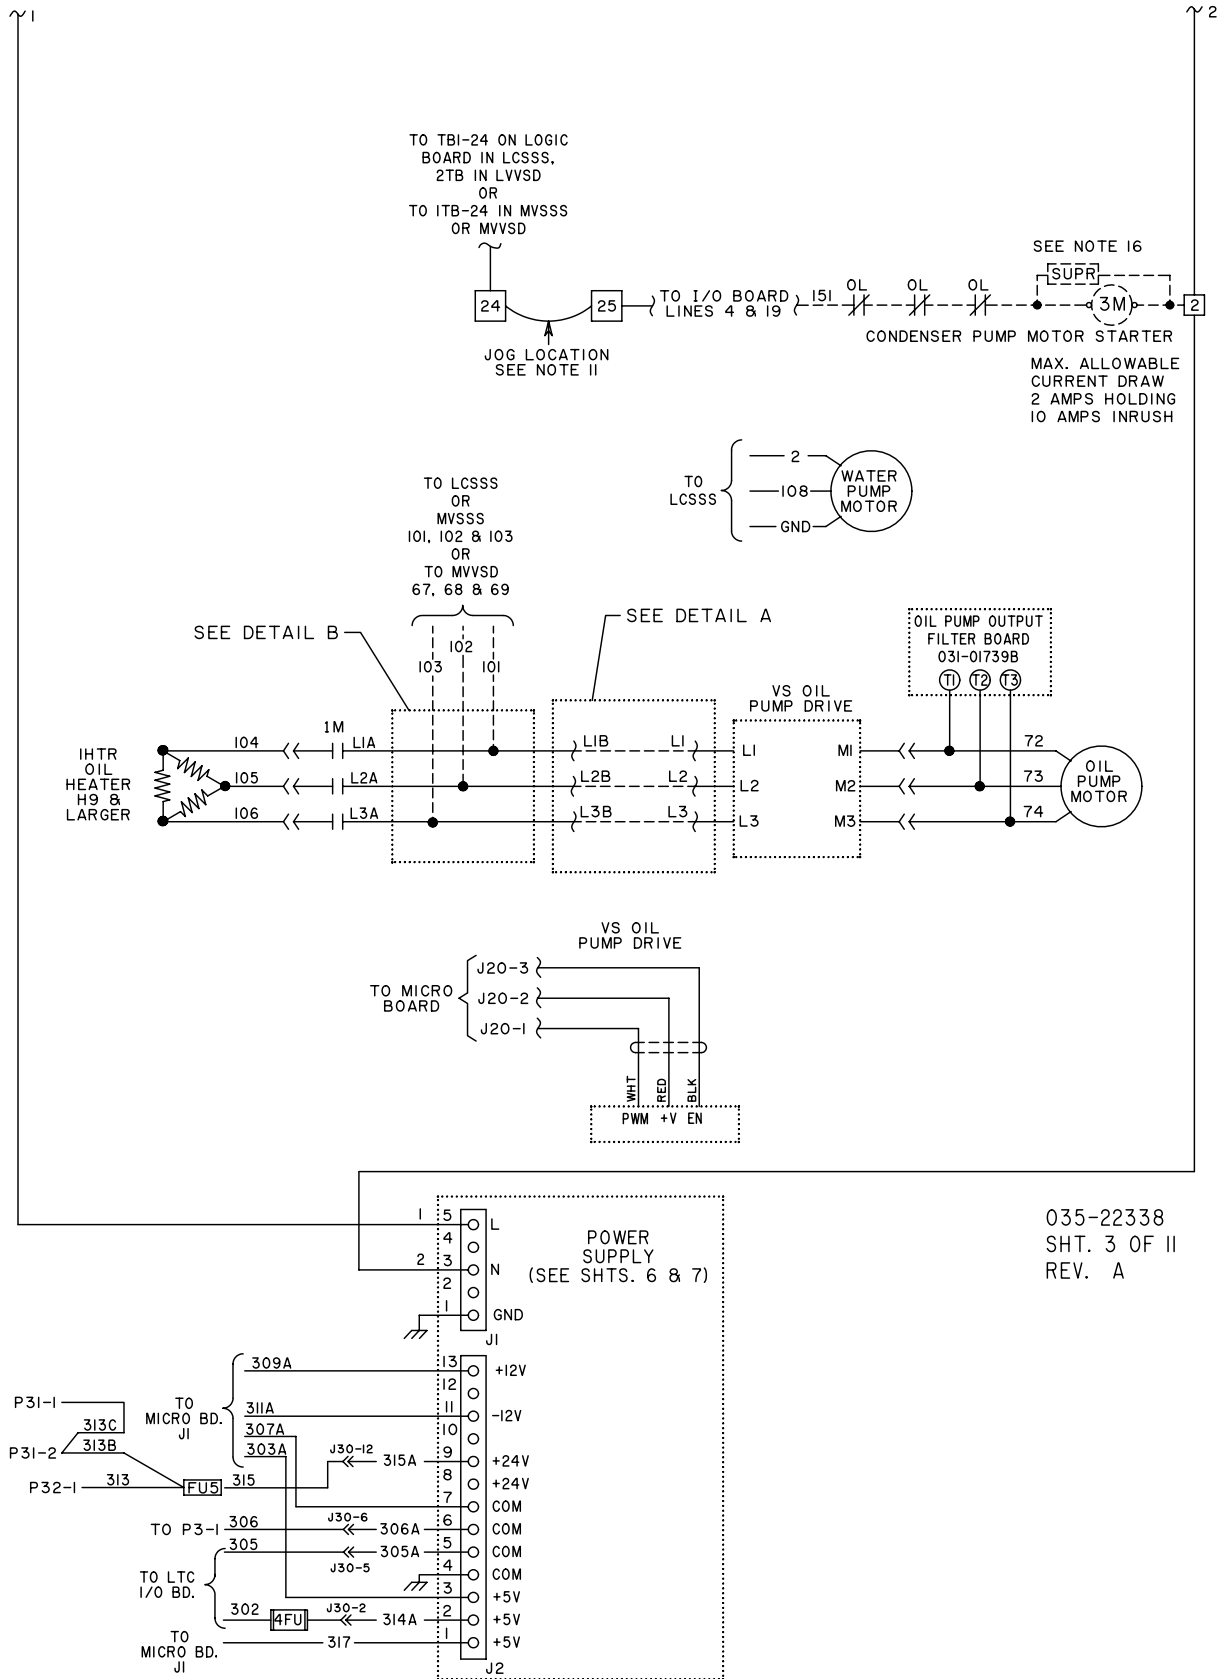 1
2
TO TB1-24 ON LOGIC
BOARD IN LCSSS,
2TB IN LVVSD
OR
TO 1TB-24 IN MVSSS
OR MVVSD
SEE NOTE 16
SUPR
24
25
TO I/O BOARD
LINES 4 & 19
151
OL
OL
OL
3M
2
JOG LOCATION
SEE NOTE 11
CONDENSER PUMP MOTOR STARTER
MAX. ALLOWABLE
CURRENT DRAW
2 AMPS HOLDING
10 AMPS INRUSH
TO
LCSSS
2
108
GND
WATER
PUMP
MOTOR
TO LCSSS
OR
MVSSS
101, 102 & 103
OR
TO MVVSD
67, 68 & 69
SEE DETAIL B
SEE DETAIL A
103
102
101
OIL PUMP OUTPUT
FILTER BOARD
031-01739B
T1
T2
T3
VS OIL
PUMP DRIVE
1HTR
OIL
HEATER
H9 &
LARGER
104
1M
L1A
L1B
L1
L1
M1
72
105
L2A
L2B
L2
L2
M2
73
106
L3A
L3B
L3
L3
M3
74
OIL
PUMP
MOTOR
VS OIL
PUMP DRIVE
TO MICRO
BOARD
J20-3
J20-2
J20-1
WHT
RED
BLK
PWM +V EN
POWER
SUPPLY
(SEE SHTS. 6 & 7)
1
5
L
4
2
3
N
2
1
GND
J1
035-22338
SHT. 3 OF 11
REV. A
TO
MICRO BD.
J1
309A
13
+12V
12
311A
11
-12V
307A
10
303A
J30-12
315A
9
+24V
8
+24V
7
COM
P31-1
313C
P31-2
313B
P32-1
313
FU5
315
TO P3-1
306
J30-6
306A
6
COM
305
J30-5
305A
5
COM
4
COM
TO LTC
I/O BD.
3
+5V
302
4FU
J30-2
314A
2
+5V
TO
MICRO BD.
J1
317
1
+5V
J2